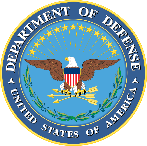 DEPARTMENT OF DEFENSE
UNITED STATES OF AMERICA